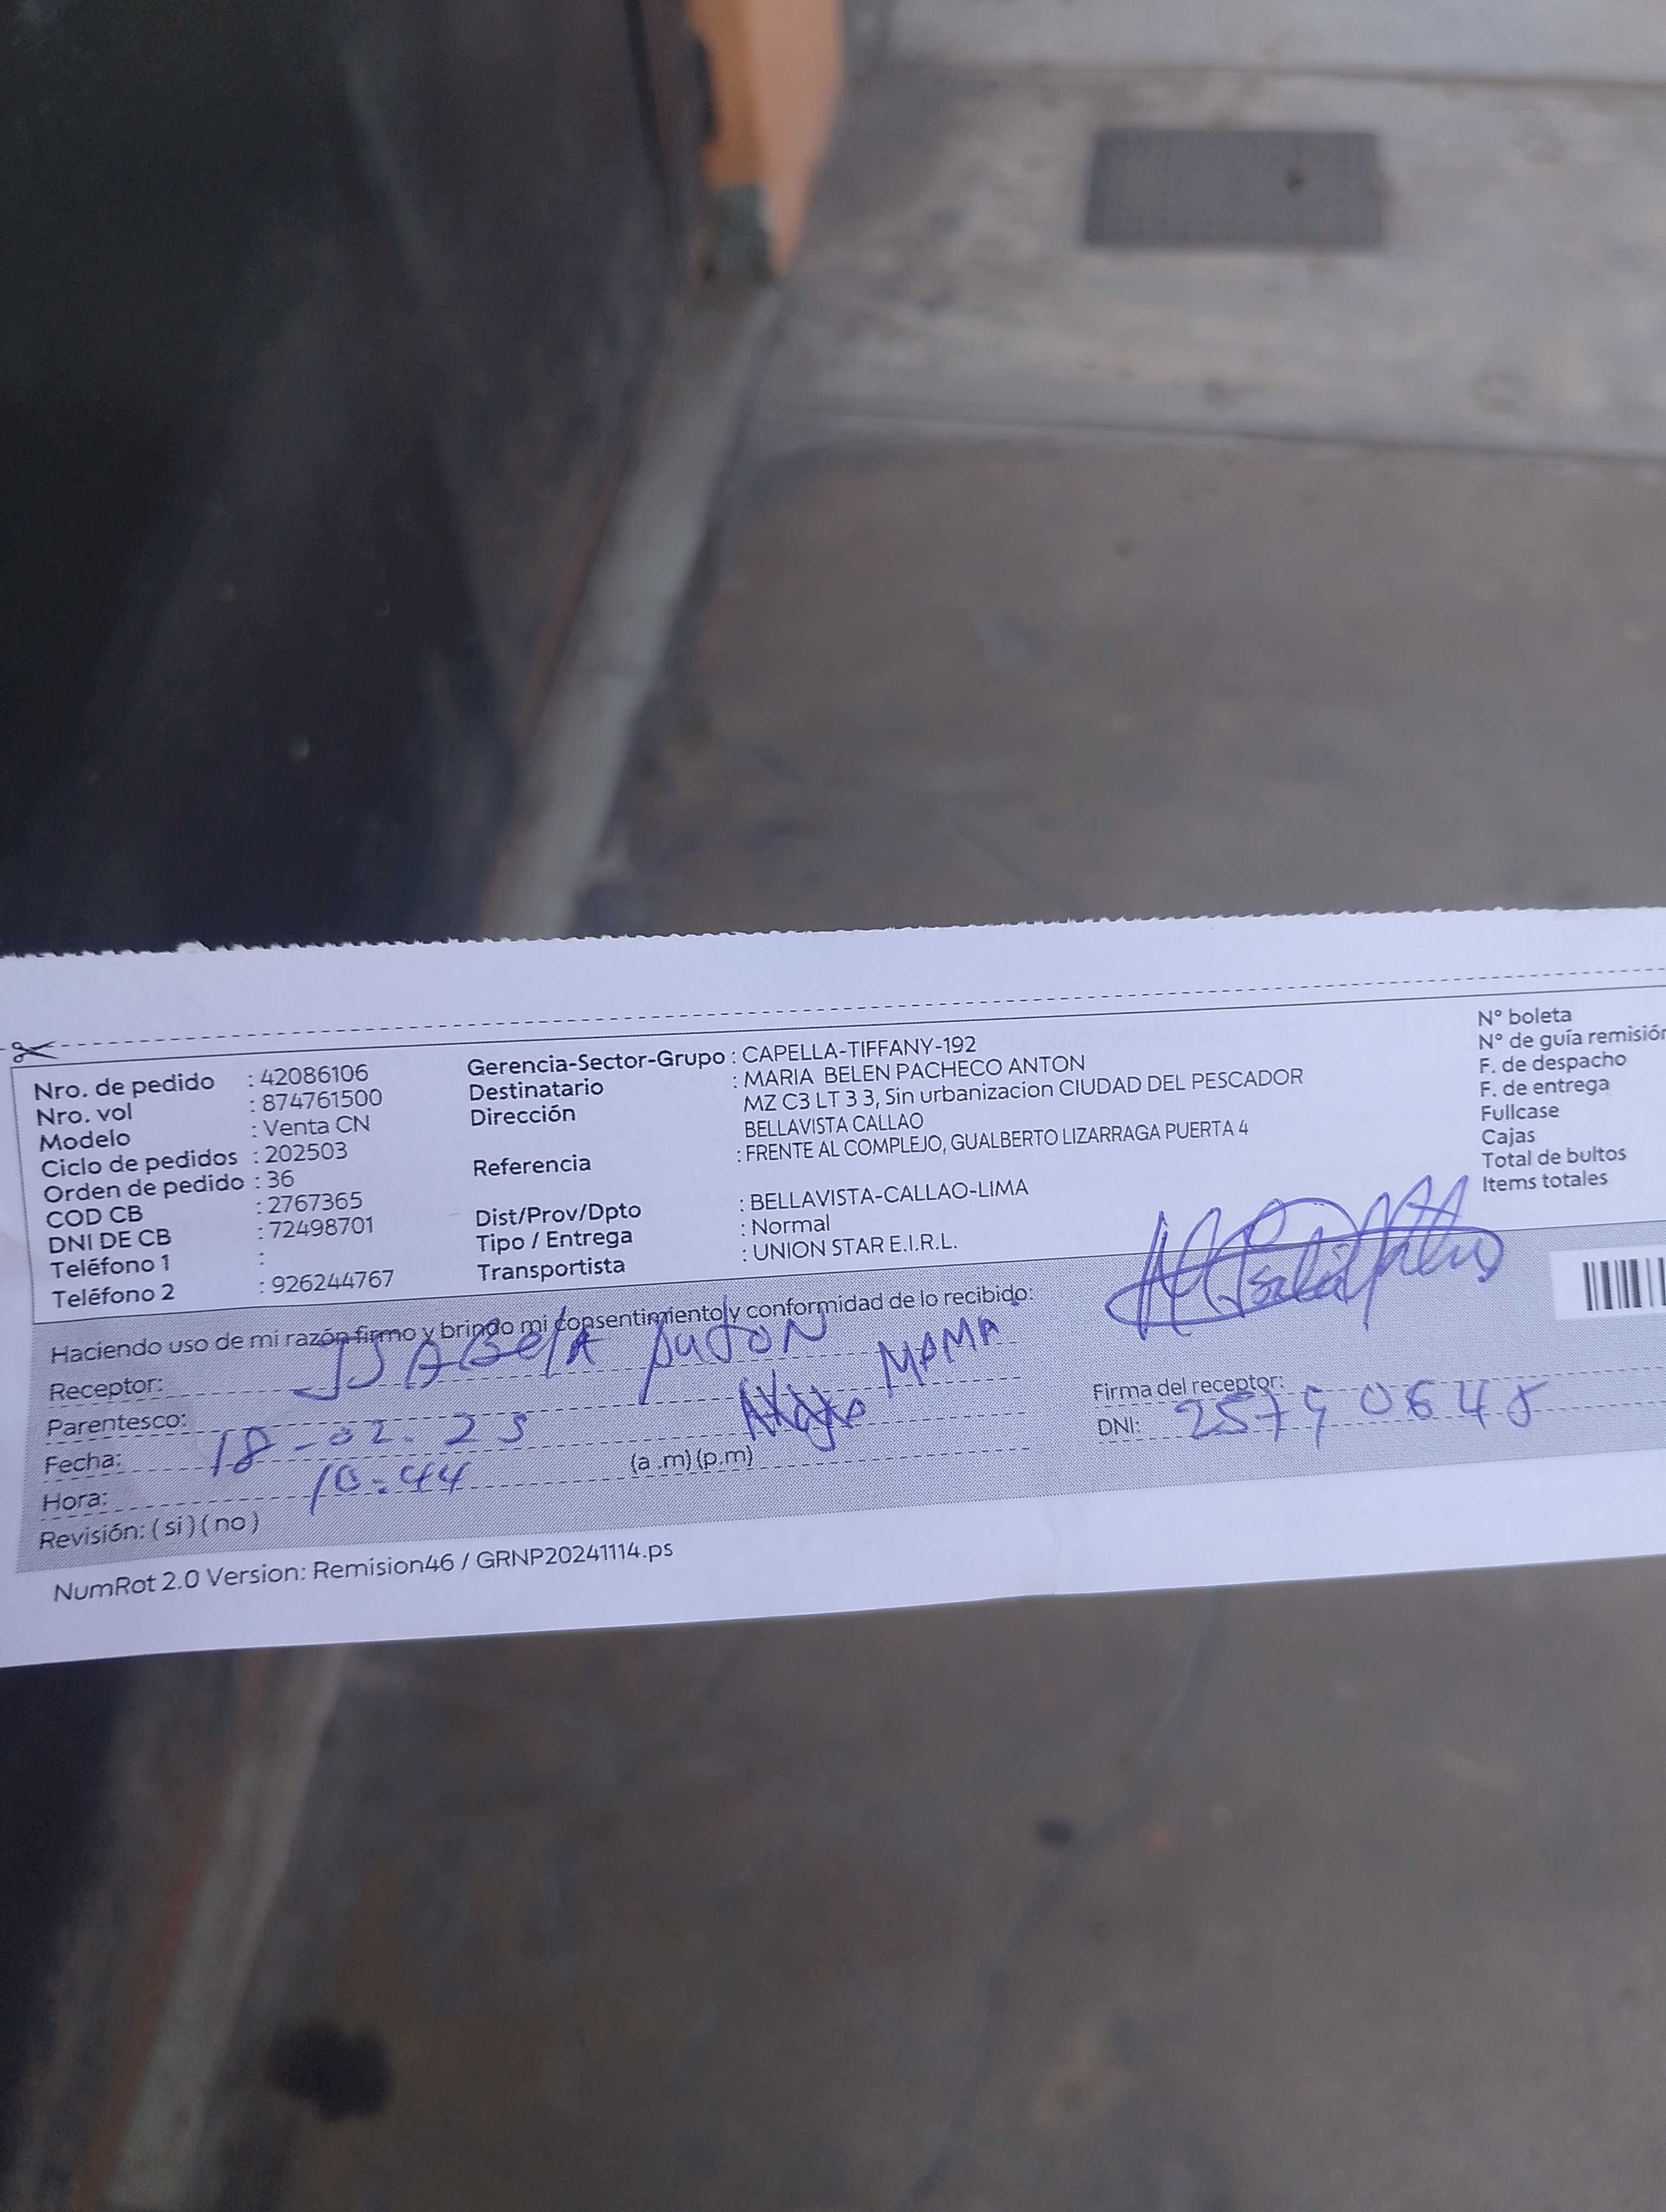 Nro. de pedido : 42086106
Nro. vol : 874761500
Modelo : Venta CN
Ciclo de pedidos : 202503
Orden de pedido : 36
COD CB : 2767365
DNI DE CB : 72498701
Teléfono 1 :
Teléfono 2 : 926244767
Gerencia-Sector-Grupo : CAPELLA-TIFFANY-192
Destinatario : MARIA BELEN PACHECO ANTON
Dirección MZ C3 LT 3 3, Sin urbanizacion CIUDAD DEL PESCADOR
BELLAVISTA CALLAO
Referencia : FRENTE AL COMPLEJO, GUALBERTO LIZARRAGA PUERTA 4
Dist/Prov/Dpto : BELLAVISTA-CALLAO-LIMA
Tipo / Entrega : Normal
Transportista : UNION STAR E.I.R.L.
N° boleta
N° de guía remisión
F. de despacho
F. de entrega
Fullcase
Cajas
Total de bultos
Items totales
Haciendo uso de mi razón firmo y brindo mi consentimiento y conformidad de lo recibido:
Receptor: ISABELA ANTON
Parentesco: MAMA
Fecha: 18-02-25
Hora: 10:44 (a.m) (p.m)
Revisión: ( si ) ( no )
Firma del receptor:
DNI:
NumRot 2.0 Version: Remision46 / GRNP20241114.ps